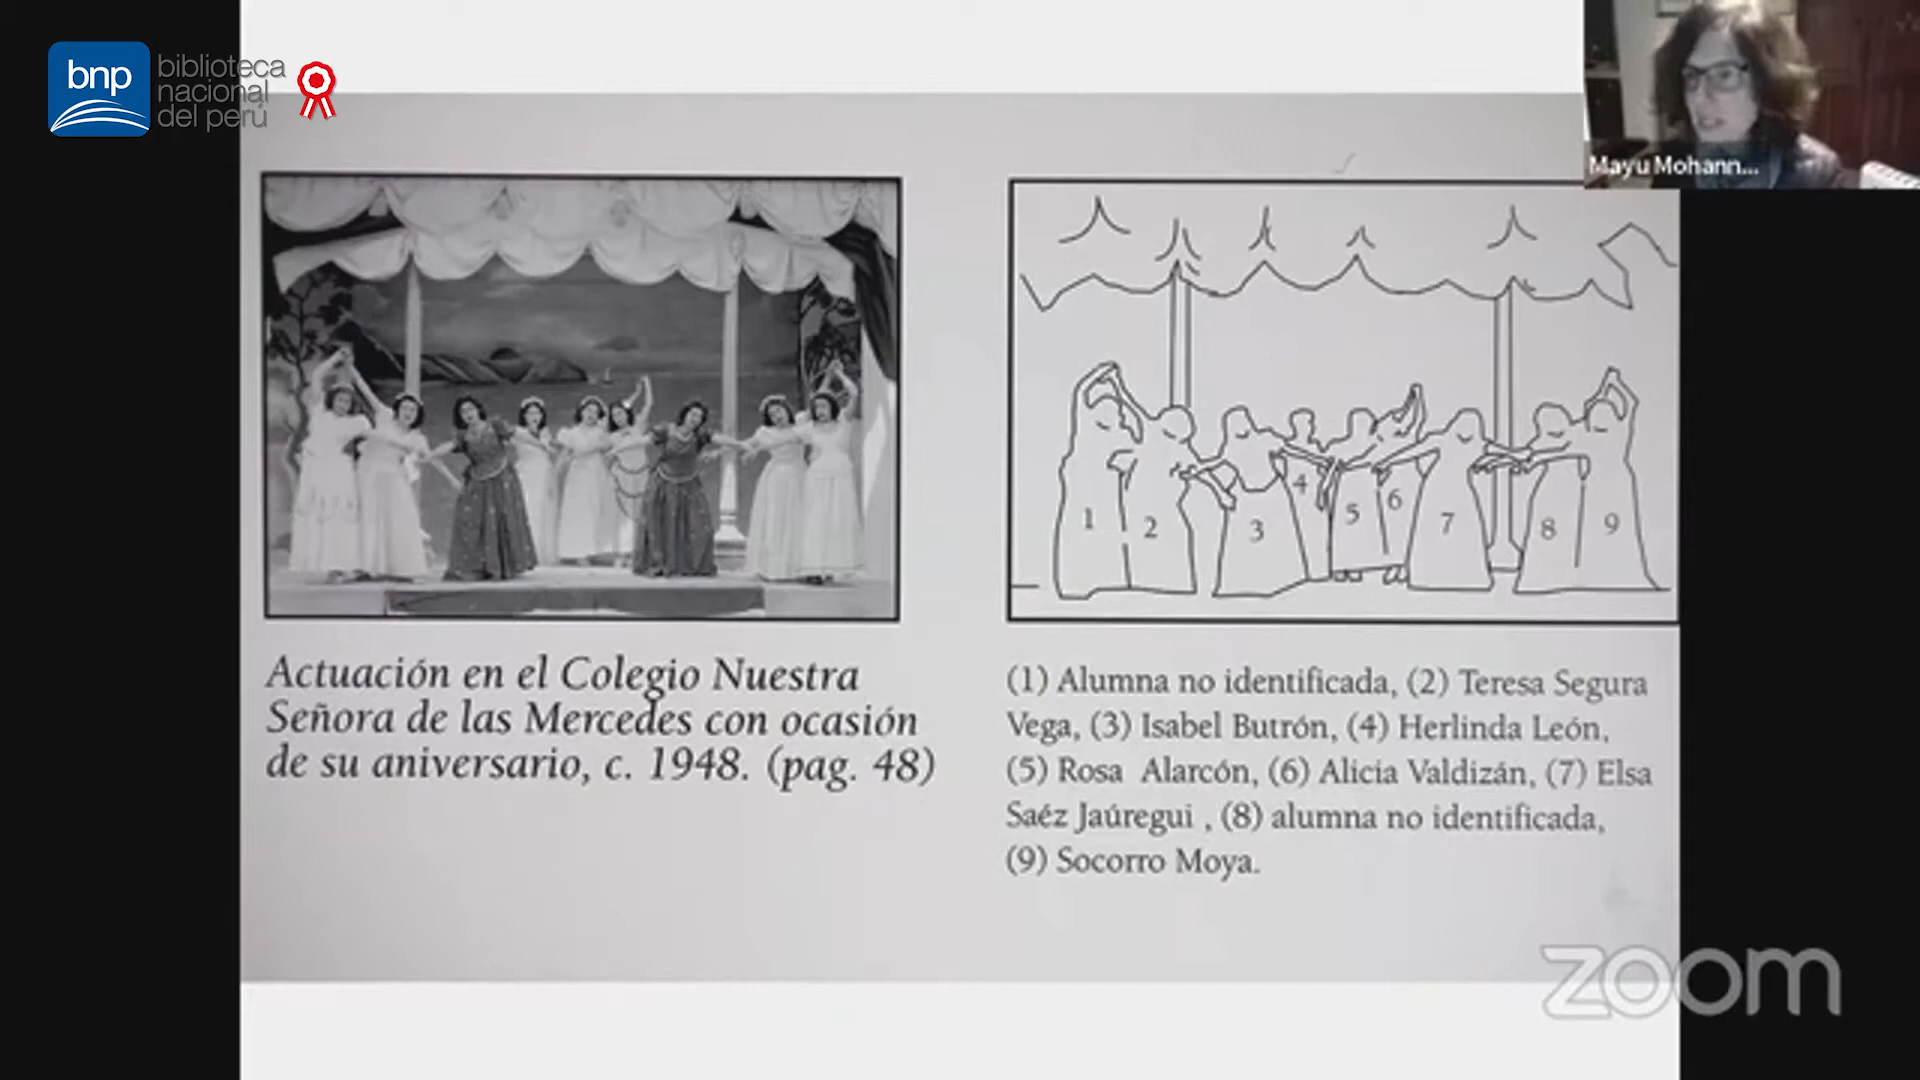 bnp
biblioteca
nacional
del perú
Mayu Mohann...
1
2
3
4
5
6
7
8
9
Actuación en el Colegio Nuestra
Señora de las Mercedes con ocasión
de su aniversario, c. 1948. (pag. 48)
(1) Alumna no identificada, (2) Teresa Segura
Vega, (3) Isabel Butrón, (4) Herlinda León,
(5) Rosa Alarcón, (6) Alicia Valdizán, (7) Elsa
Saéz Jaúregui , (8) alumna no identificada,
(9) Socorro Moya.
zoom